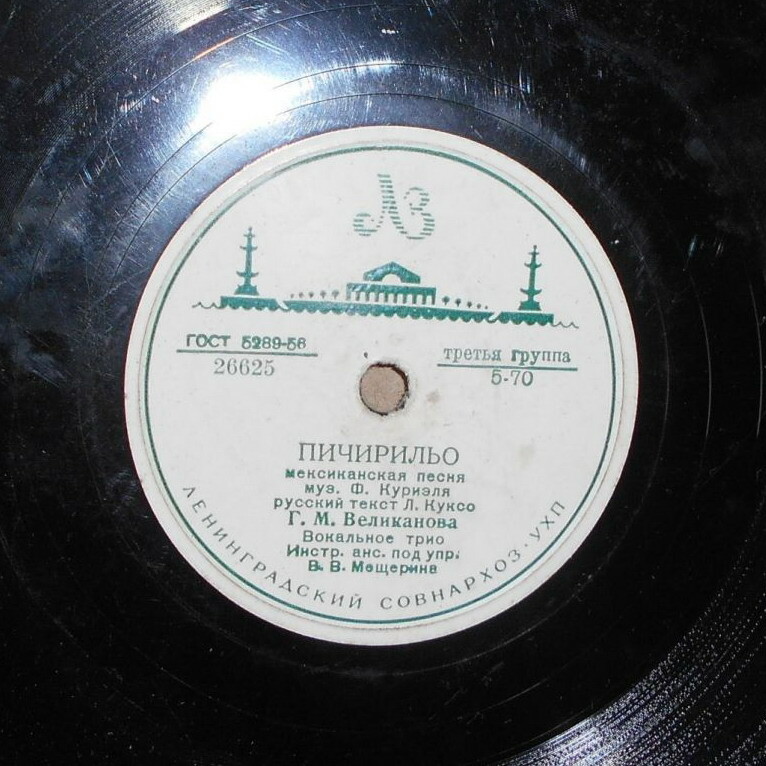 ЛЗ
ГОСТ 5289-56
26625
третья группа
5-70
ПИЧИРИЛЬО
мексиканская песня
муз. Ф. Куриэля
русский текст Л. Куксо
Г. М. Великанова
Вокальное трио
Инстр. анс. под упр.
В. В. Мещерина
ЛЕНИНГРАДСКИЙ СОВНАРХОЗ·УХП